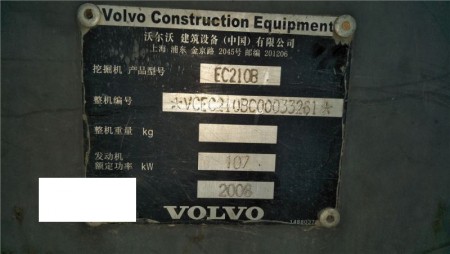 Volvo Construction Equipment
沃尔沃 建筑设备（中国）有限公司
上海 浦东 金京路 2045号 邮编 201206
挖掘机 产品型号 EC210B
整机编号 *VCEC210BC00033261*
整机重量 kg
发动机
额定功率 kW 107
2008
VOLVO